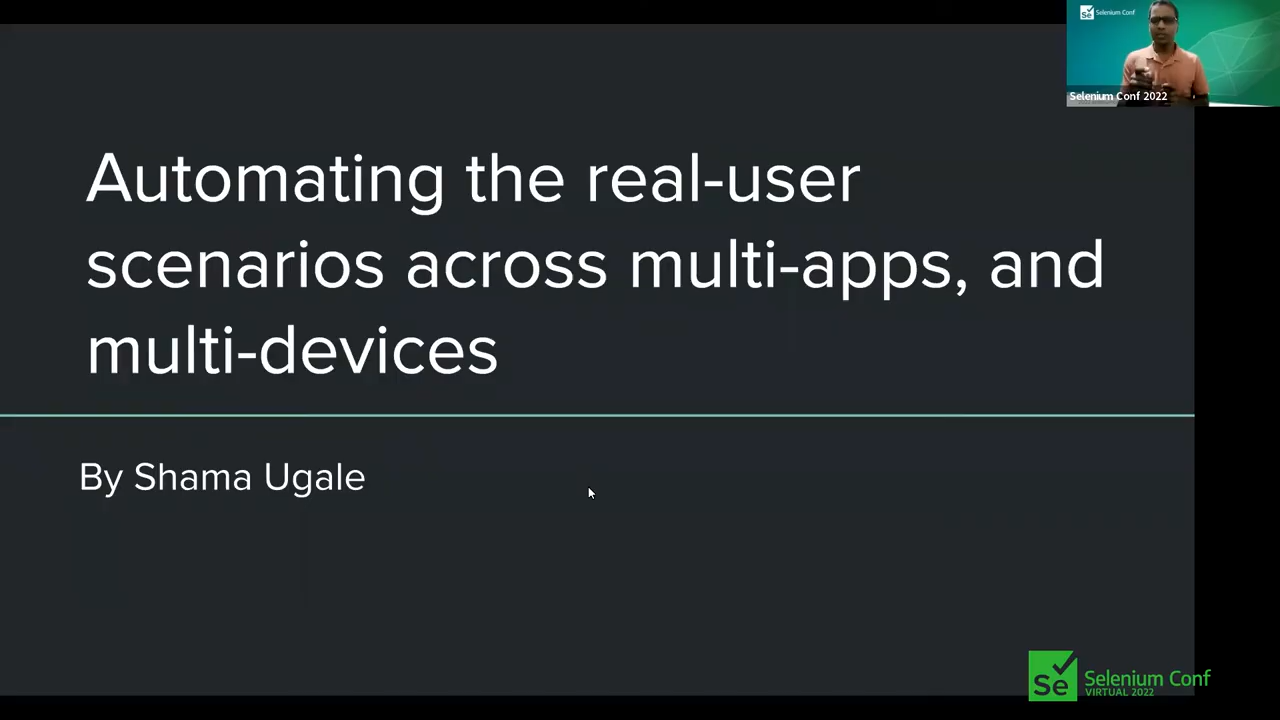 Se Selenium Conf
Selenium Conf 2022
Automating the real-user
scenarios across multi-apps, and
multi-devices
By Shama Ugale
Se Selenium Conf
VIRTUAL 2022